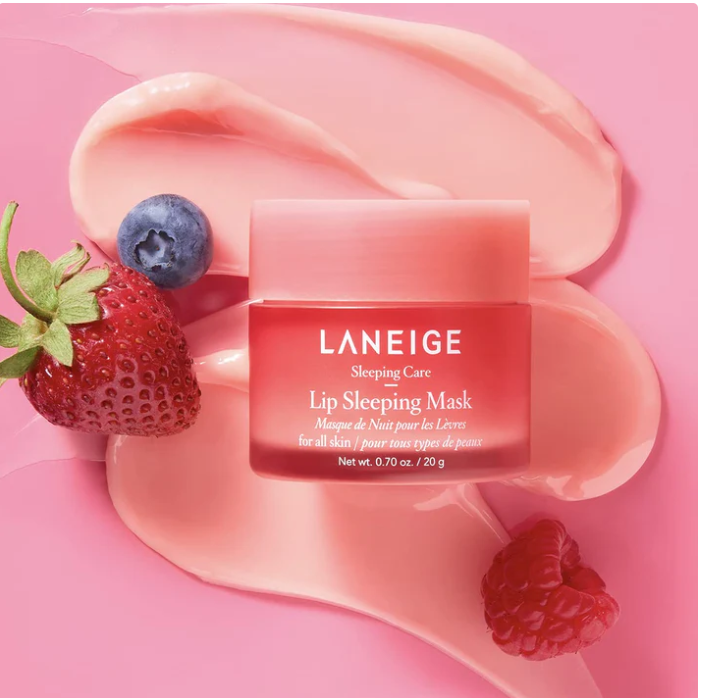 LANEIGE
Sleeping Care
Lip Sleeping Mask
Masque de Nuit pour les Lèvres
for all skin / pour tous types de peaux
Net wt. 0.70 oz. / 20 g